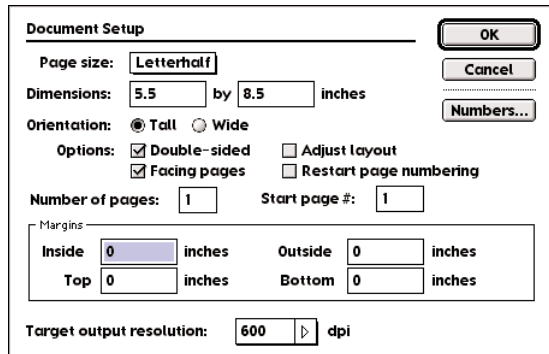 Document Setup
OK
Page size: Letterhalf
Cancel
Dimensions: 5.5 by 8.5 inches
Numbers...
Orientation: Tall Wide
Options: Double-sided Adjust layout
Facing pages Restart page numbering
Number of pages: 1 Start page #: 1
Margins
Inside 0 inches Outside 0 inches
Top 0 inches Bottom 0 inches
Target output resolution: 600 dpi